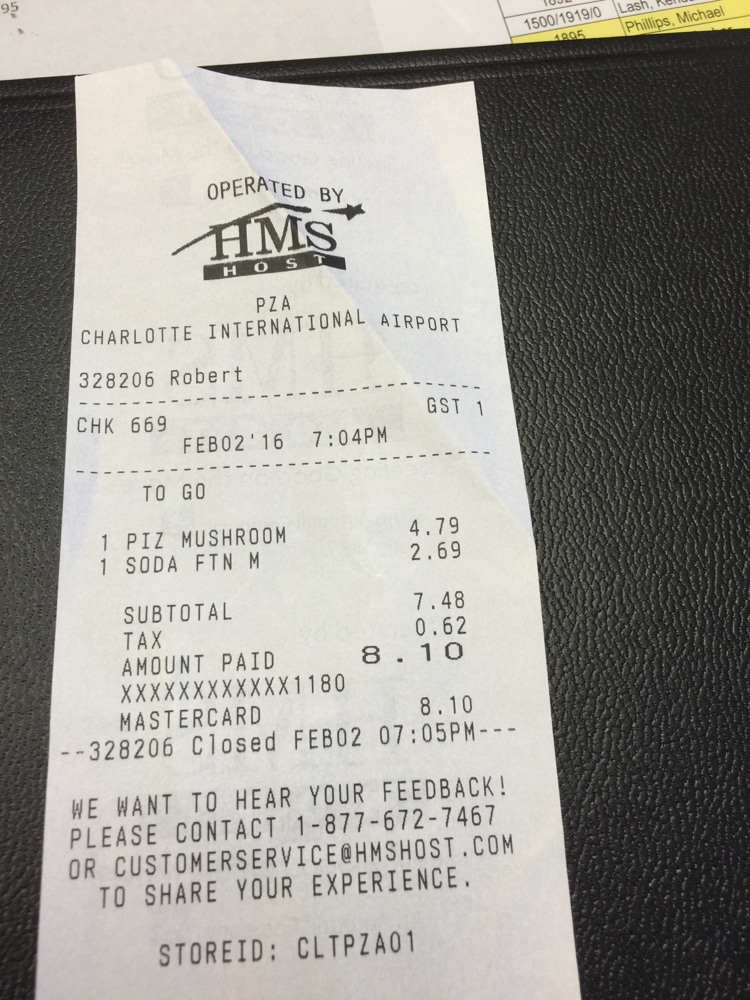 95
1500/1919/0 Lash,
1895 Phillips, Michael
OPERATED BY
HMS
HOST
PZA
CHARLOTTE INTERNATIONAL AIRPORT
328206 Robert
CHK 669 GST 1
FEB02'16 7:04PM
TO GO
1 PIZ MUSHROOM 4.79
1 SODA FTN M 2.69
SUBTOTAL 7.48
TAX 0.62
AMOUNT PAID 8.10
XXXXXXXXXXXX1180
MASTERCARD 8.10
--328206 Closed FEB02 07:05PM---
WE WANT TO HEAR YOUR FEEDBACK!
PLEASE CONTACT 1-877-672-7467
OR CUSTOMERSERVICE@HMSHOST.COM
TO SHARE YOUR EXPERIENCE.
STOREID: CLTPZA01